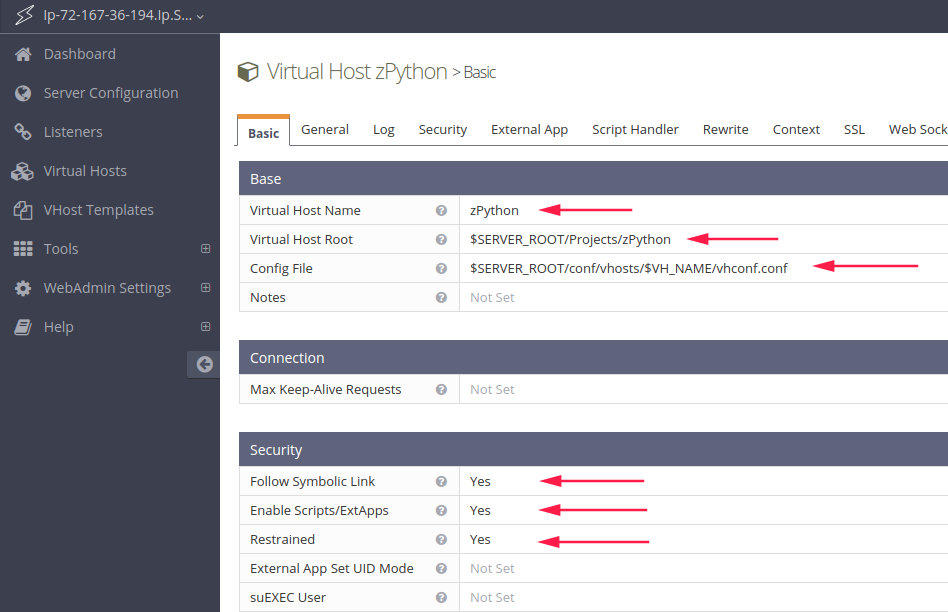 Ip-72-167-36-194.Ip.S...
Dashboard
Server Configuration
Listeners
Virtual Hosts
VHost Templates
Tools
WebAdmin Settings
Help
Virtual Host zPython > Basic
Basic General Log Security External App Script Handler Rewrite Context SSL Web Sock
Base
Virtual Host Name ? zPython
Virtual Host Root ? $SERVER_ROOT/Projects/zPython
Config File ? $SERVER_ROOT/conf/vhosts/$VH_NAME/vhconf.conf
Notes ? Not Set
Connection
Max Keep-Alive Requests ? Not Set
Security
Follow Symbolic Link ? Yes
Enable Scripts/ExtApps ? Yes
Restrained ? Yes
External App Set UID Mode ? Not Set
suEXEC User ? Not Set